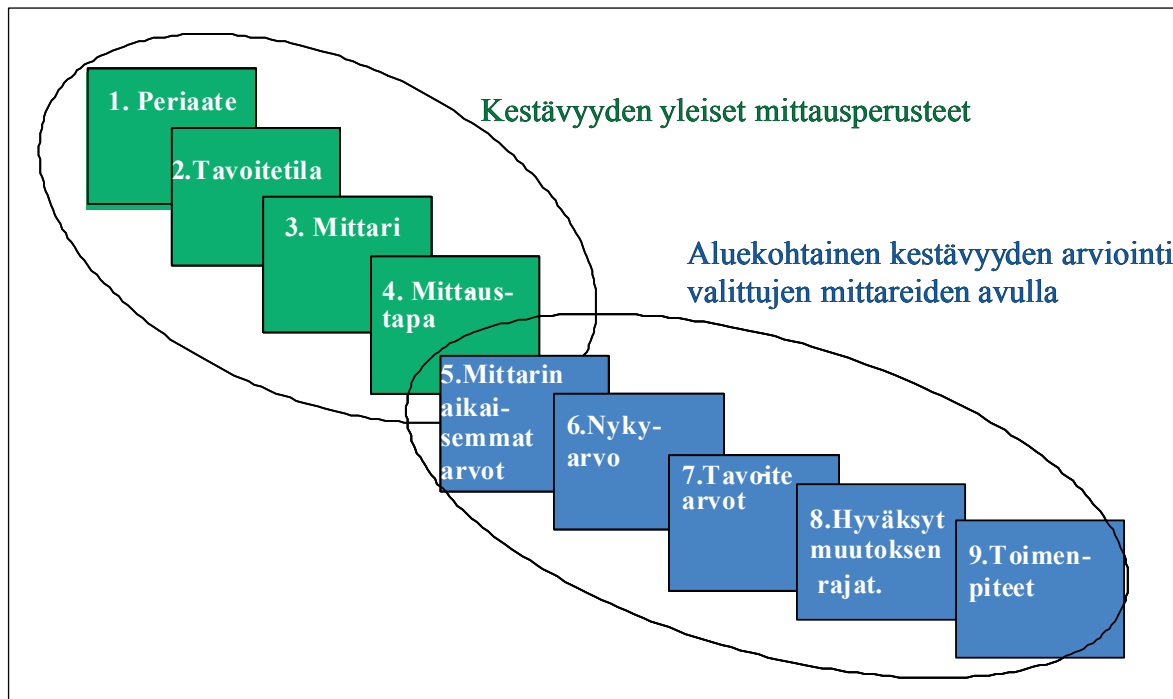 1. Periaate
Kestävyyden yleiset mittausperusteet
2.Tavoitetila
3. Mittari
4. Mittaus-
tapa
Aluekohtainen kestävyyden arviointi
valittujen mittareiden avulla
5.Mittarin
aikai-
semmat
arvot
6.Nyky-
arvo
7.Tavoite
arvot
8.Hyväksyt
muutoksen
rajat.
9.Toimen-
piteet